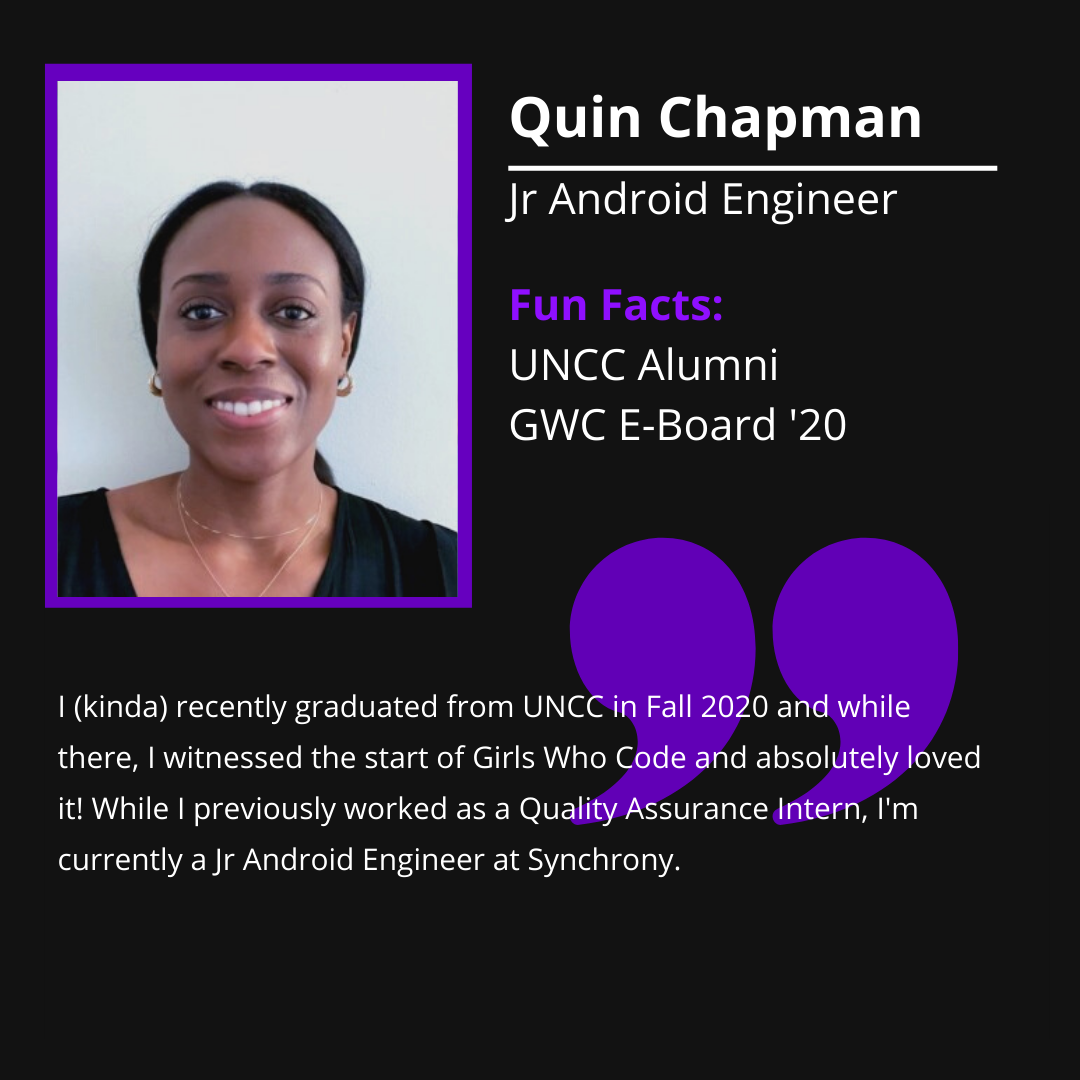 Quin Chapman
Jr Android Engineer
Fun Facts:
UNCC Alumni
GWC E-Board '20
I (kinda) recently graduated from UNCC in Fall 2020 and while
there, I witnessed the start of Girls Who Code and absolutely loved
it! While I previously worked as a Quality Assurance Intern, I'm
currently a Jr Android Engineer at Synchrony.